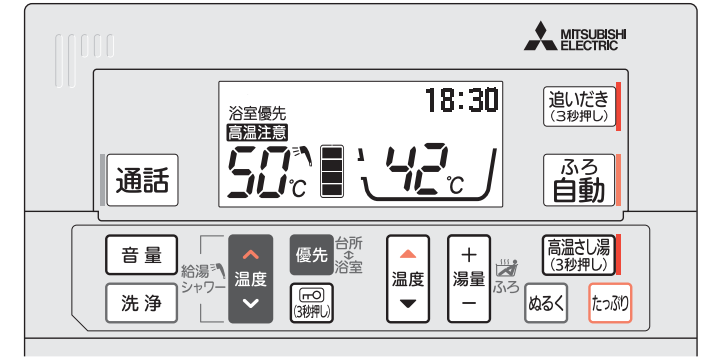 MITSUBISHI
ELECTRIC
18:30
浴室優先
高温注意
50℃
42℃
追いだき
(3秒押し)
通話
ふろ
自動
音量
給湯
シャワー
温度
優先
台所
浴室
温度
+
湯量
−
ふろ
高温さし湯
(3秒押し)
洗浄
(3秒押し)
ぬるく
たっぷり